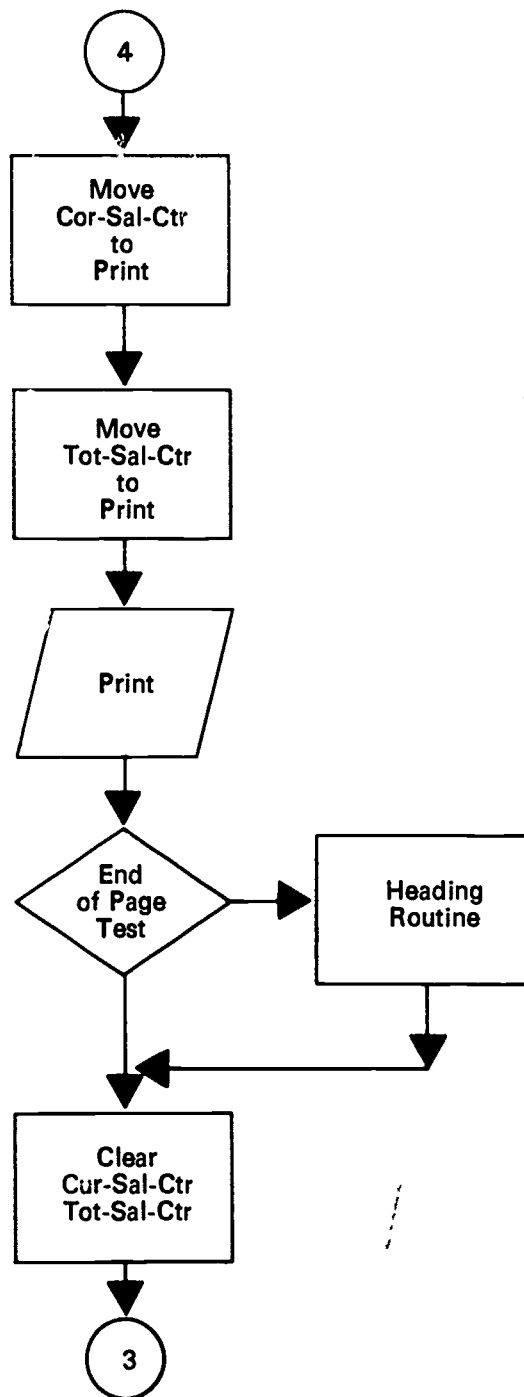 4
Move
Cor-Sal-Ctr
to
Print
Move
Tot-Sal-Ctr
to
Print
Print
End
of Page
Test
Heading
Routine
Clear
Cur-Sal-Ctr
Tot-Sal-Ctr
3